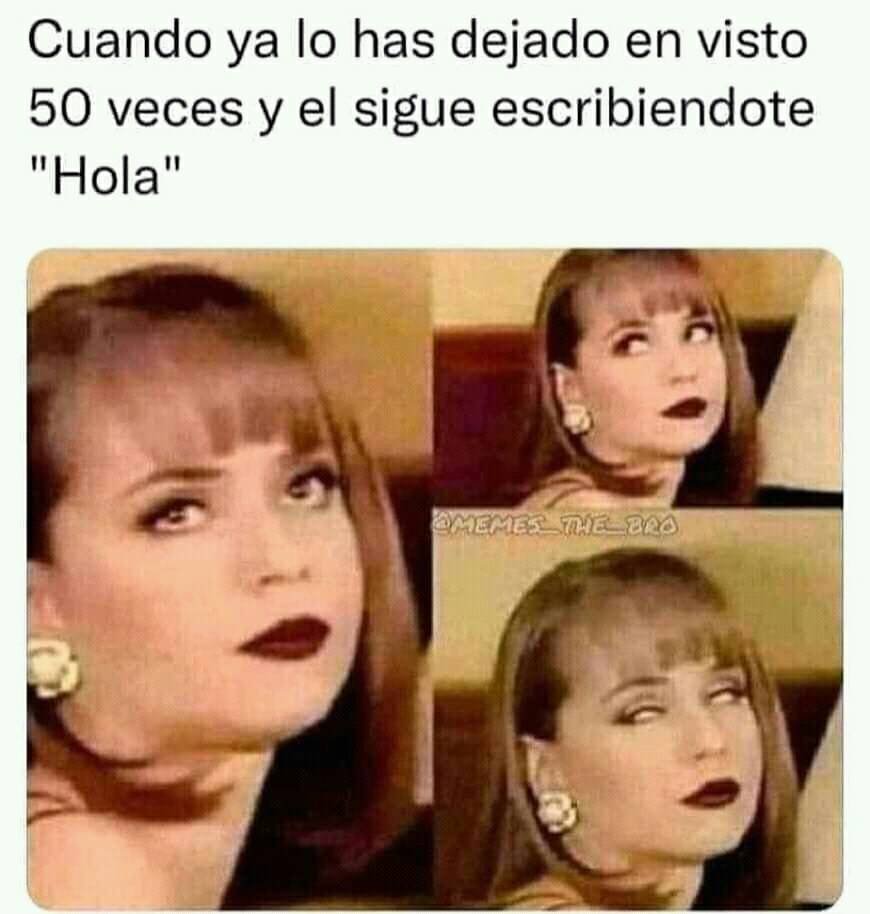 Cuando ya lo has dejado en visto
50 veces y el sigue escribiendote
"Hola"
@MEMES_THE_BRO